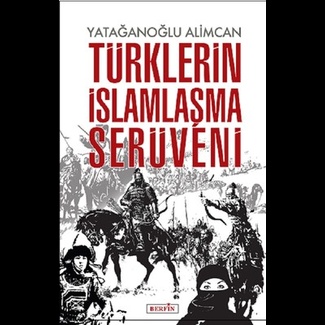 YATAĞANOĞLU ALİMCAN
TÜRKLERİN
İSLAMLAŞMA
SERÜVENİ
BERFİN